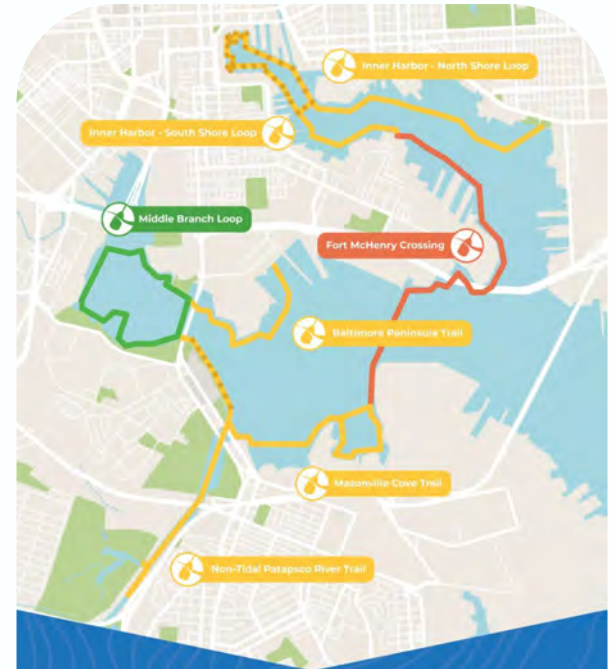 Inner Harbor - North Shore Loop
Inner Harbor - South Shore Loop
Middle Branch Loop
Fort McHenry Crossing
Baltimore Peninsula Trail
Masonville Cove Trail
Non-Tidal Patapsco River Trail